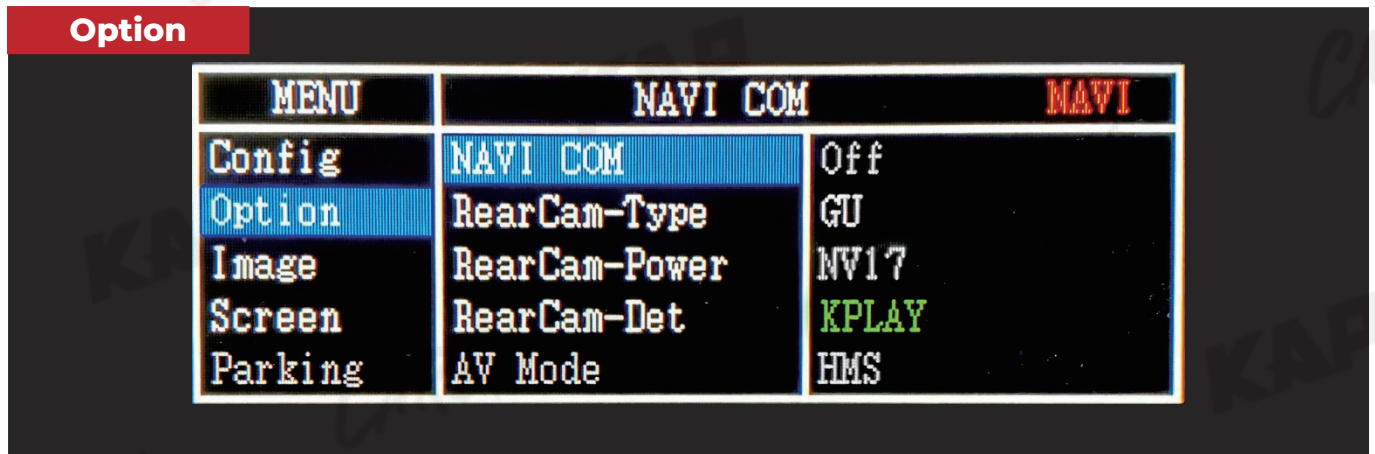 Option
MENU NAVI COM NAVI
Config NAVI COM Off
Option RearCam-Type GU
Image RearCam-Power NV17
Screen RearCam-Det KPLAY
Parking AV Mode HMS